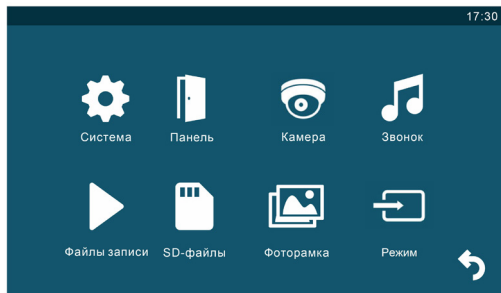 17:30
Система Панель Камера Звонок
Файлы записи SD-файлы Фоторамка Режим